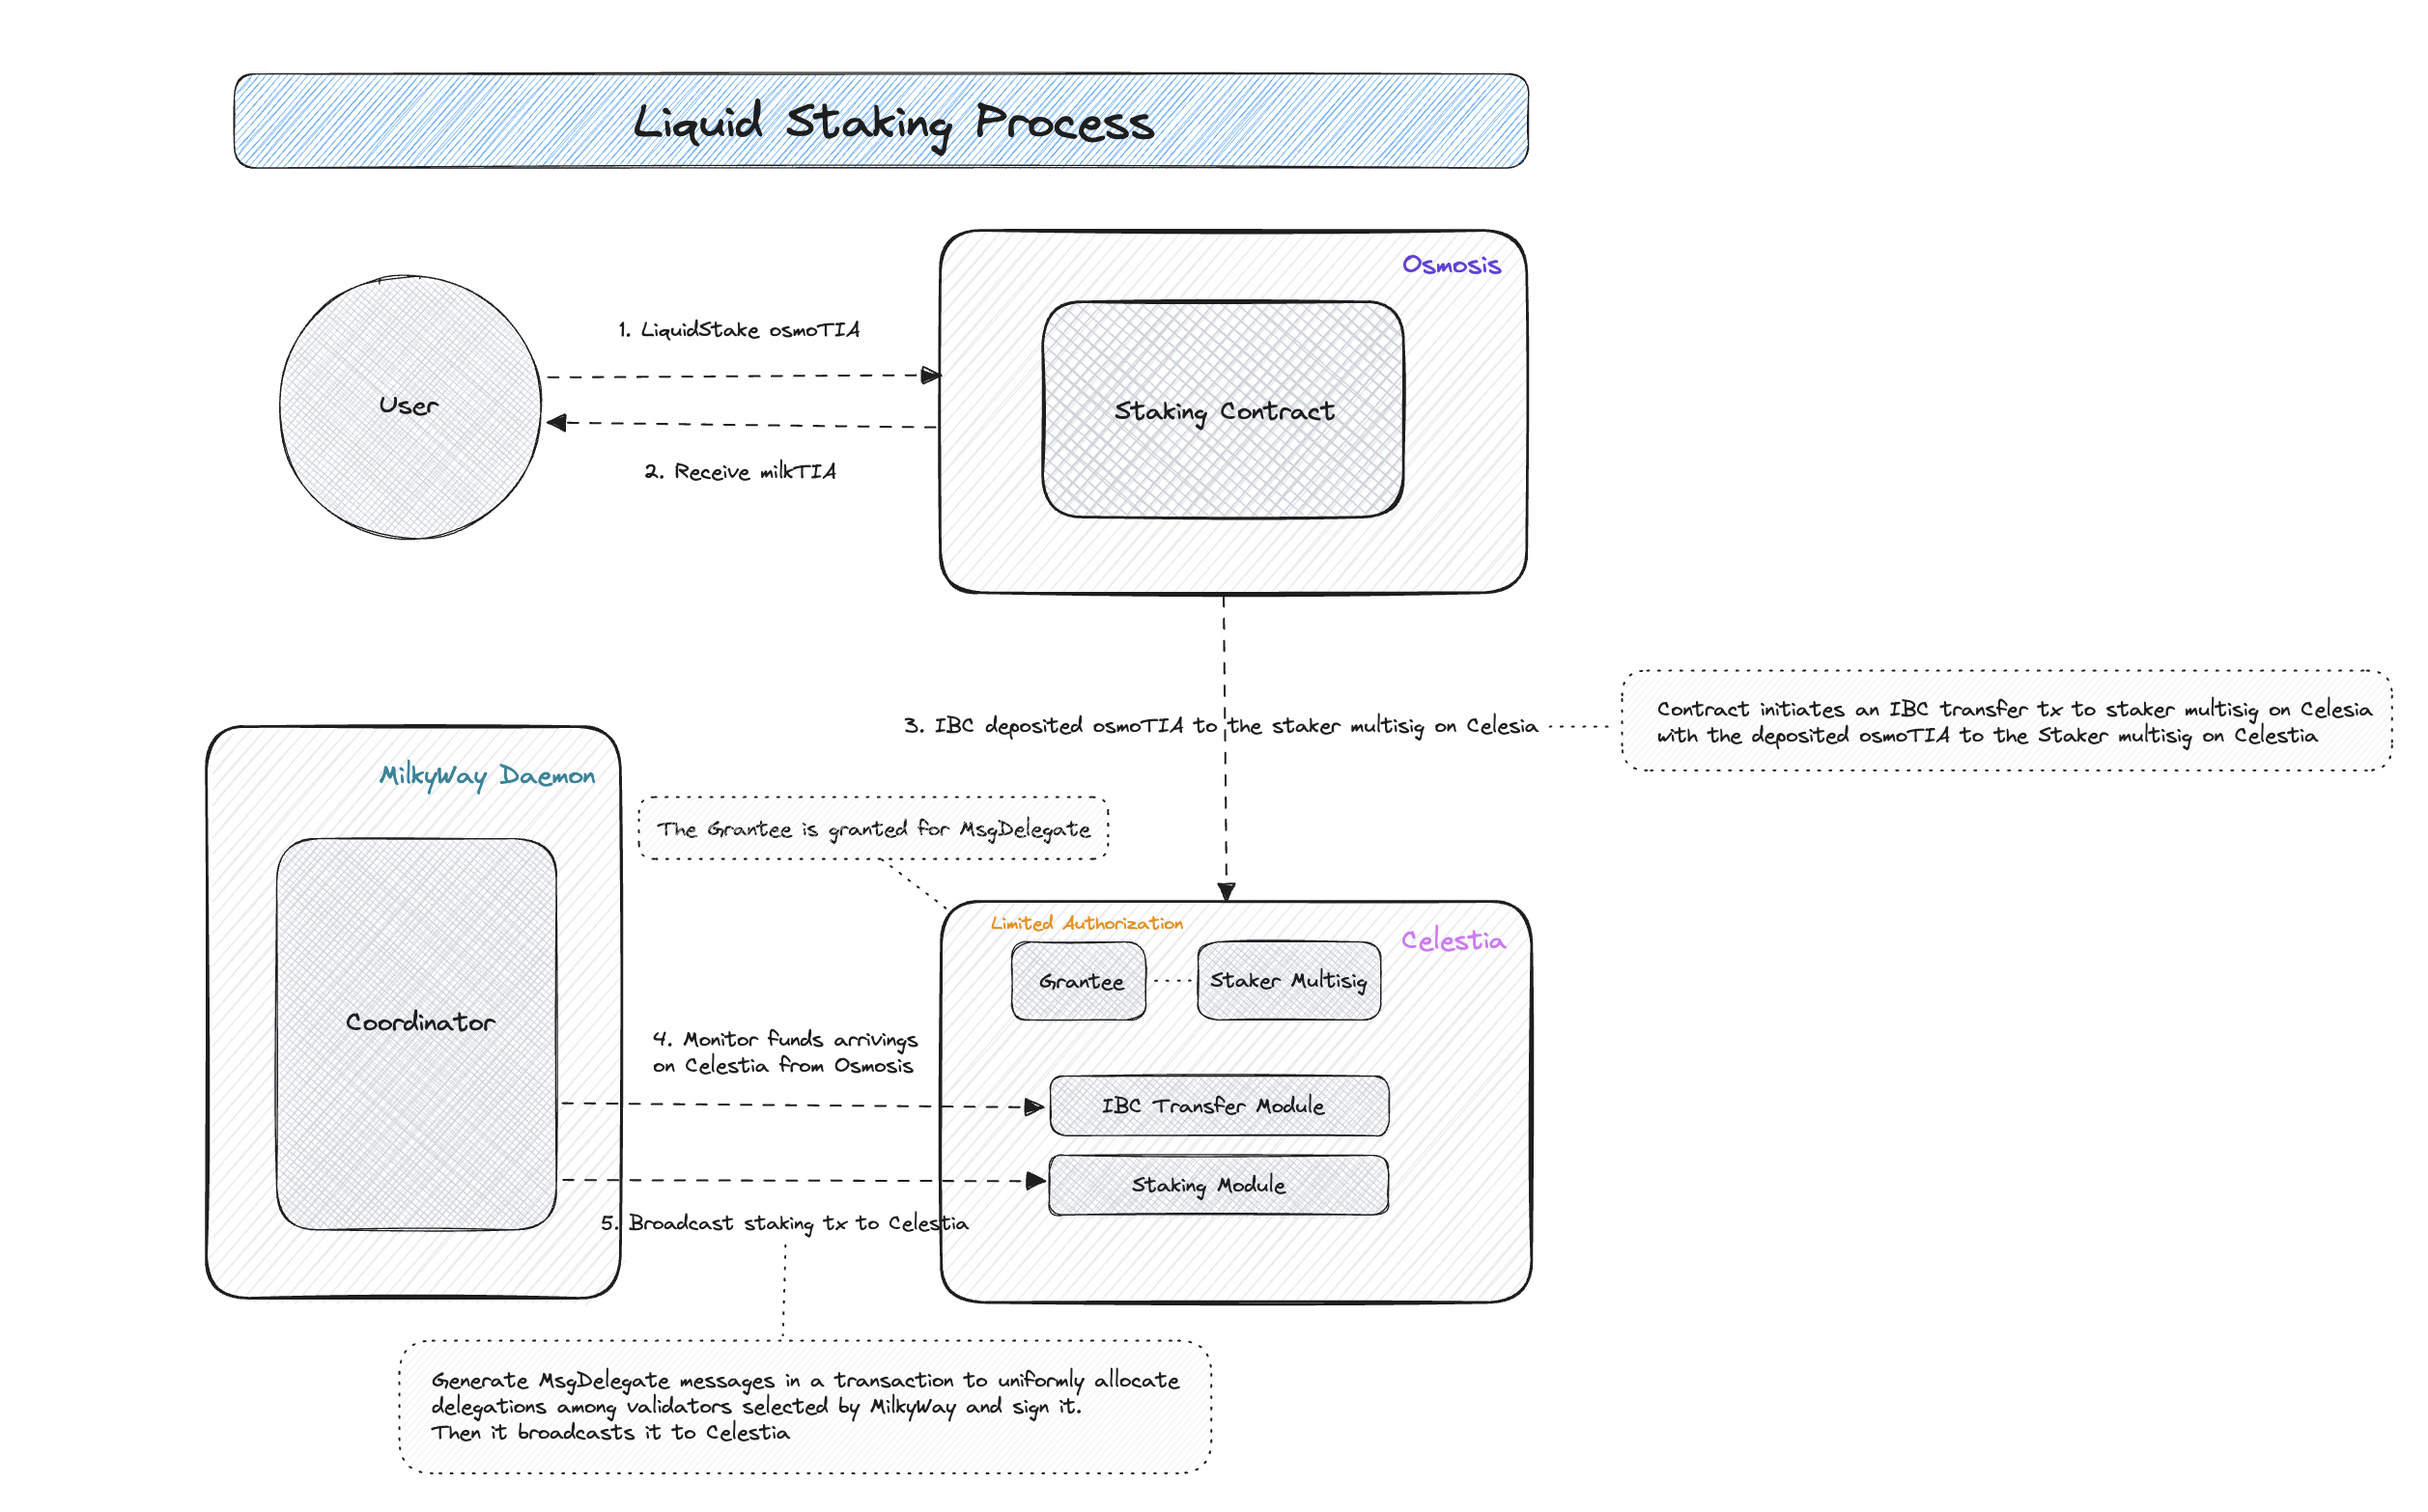 Liquid Staking Process
Osmosis
1. LiquidStake osmoTIA
User
Staking Contract
2. Receive milkTIA
3. IBC deposited osmoTIA to the staker multisig on Celesia
Contract initiates an IBC transfer tx to staker multisig on Celesia
with the deposited osmoTIA to the Staker multisig on Celestia
MilkyWay Daemon
The Grantee is granted for MsgDelegate
Limited Authorization
Celestia
Grantee
Staker Multisig
Coordinator
4. Monitor funds arrivings
on Celestia from Osmosis
IBC Transfer Module
Staking Module
5. Broadcast staking tx to Celestia
Generate MsgDelegate messages in a transaction to uniformly allocate
delegations among validators selected by MilkyWay and sign it.
Then it broadcasts it to Celestia